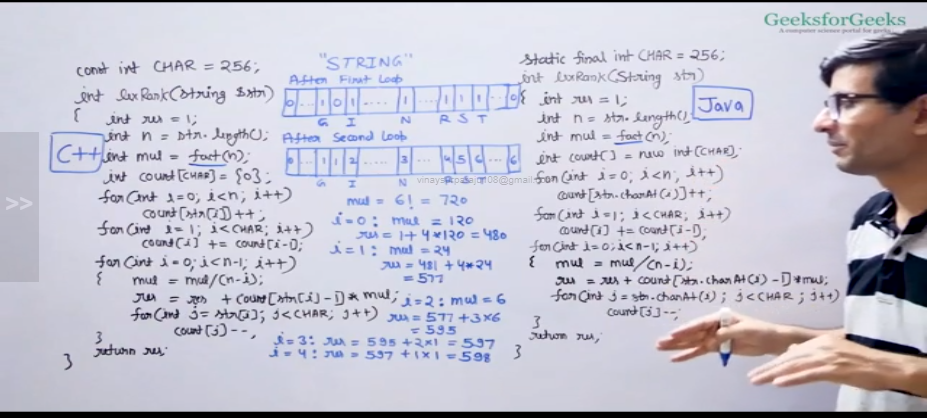 GeeksforGeeks
A computer science portal for geeks
const int CHAR = 256;
int lexRank(String &str)
{ int res = 1;
int n = str.length();
int mul = fact(n);
int count[CHAR] = {0};
for(int i=0; i<n; i++)
count[str[i]]++;
for(int i=1; i<CHAR; i++)
count[i] += count[i-1];
for(int i=0; i<n-1; i++)
{ mul = mul/(n-i);
res = res + count[str[i]-1]*mul;
for(int j=str[i]; j<CHAR; j++)
count[j]--;
}
return res;
}
C++
"STRING"
After First Loop
0 ... 1 0 1 .... 1 ... 1 1 1 .. 0
G I N R S T
After Second Loop
0 ... 1 1 2 ..... 3 ... 4 5 6 ... 6
G I N R S T
mul = 6! = 720
i=0: mul = 120
res = 1 + 4*120 = 480
i=1: mul = 24
res = 481 + 4*24
= 577
i=2: mul = 6
res = 577 + 3x6
= 595
i=3: res = 595 + 2x1 = 597
i=4: res = 597 + 1x1 = 598
static final int CHAR = 256;
int lexRank(String str)
{ int res = 1;
int n = str.length();
int mul = fact(n);
int count[] = new int[CHAR];
for(int i=0; i<n; i++)
count[str.charAt(i)]++;
for(int i=1; i<CHAR; i++)
count[i] += count[i-1];
for(int i=0; i<n-1; i++)
{ mul = mul/(n-i);
res = res + count[str.charAt(i)-1]*mul;
for(int j=str.charAt(i); j<CHAR; j++)
count[j]--;
}
return res;
}
Java
>>